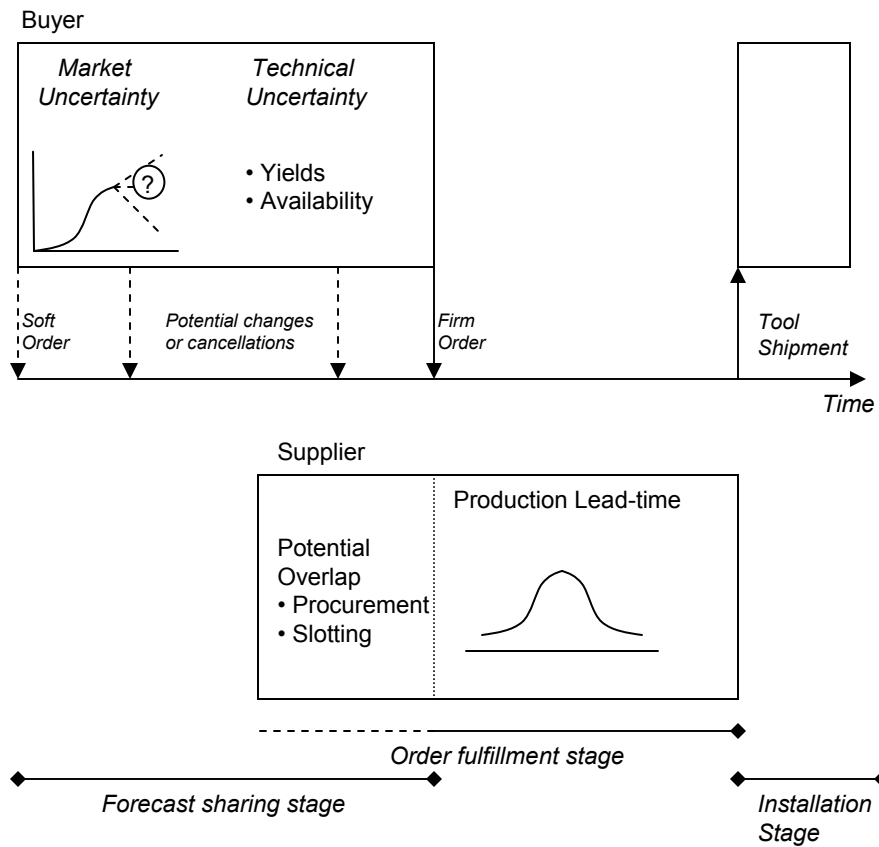 Buyer
Market
Uncertainty
Technical
Uncertainty
?
• Yields
• Availability
Soft
Order
Potential changes
or cancellations
Firm
Order
Tool
Shipment
Time
Supplier
Production Lead-time
Potential
Overlap
• Procurement
• Slotting
Order fulfillment stage
Forecast sharing stage
Installation
Stage